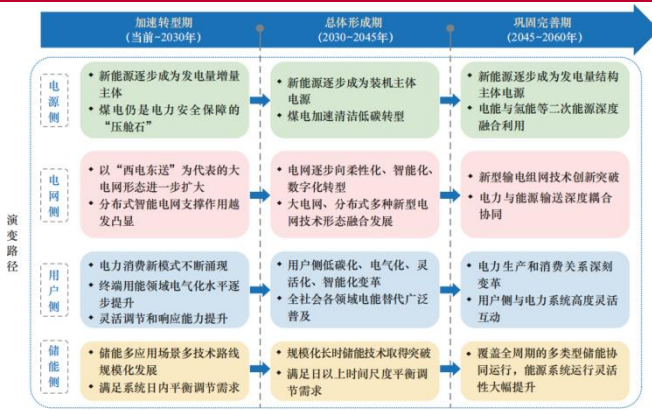 加速转型期
(当前~2030年)
总体形成期
(2030~2045年)
巩固完善期
(2045~2060年)
演变路径
电源侧
新能源逐步成为发电量增量
主体
煤电仍是电力安全保障的
“压舱石”
新能源逐步成为装机主体
电源
煤电加速清洁低碳转型
新能源逐步成为发电量结构
主体电源
电能与氢能等二次能源深度
融合利用
电网侧
以“西电东送”为代表的大
电网形态进一步扩大
分布式智能电网支撑作用越
发凸显
电网逐步向柔性化、智能化、
数字化转型
大电网、分布式多种新型电
网技术形态融合发展
新型输电组网技术创新突破
电力与能源输送深度耦合
协同
用户侧
电力消费新模式不断涌现
终端用能领域电气化水平逐
步提升
灵活调节和响应能力提升
用户侧低碳化、电气化、灵
活化、智能化变革
全社会各领域电能替代广泛
普及
电力生产和消费关系深刻
变革
用户侧与电力系统高度灵活
互动
储能侧
储能多应用场景多技术路线
规模化发展
满足系统日内平衡调节需求
规模化长时储能技术取得突破
满足日以上时间尺度平衡调
节需求
覆盖全周期的多类型储能协
同运行，能源系统运行灵活
性大幅提升